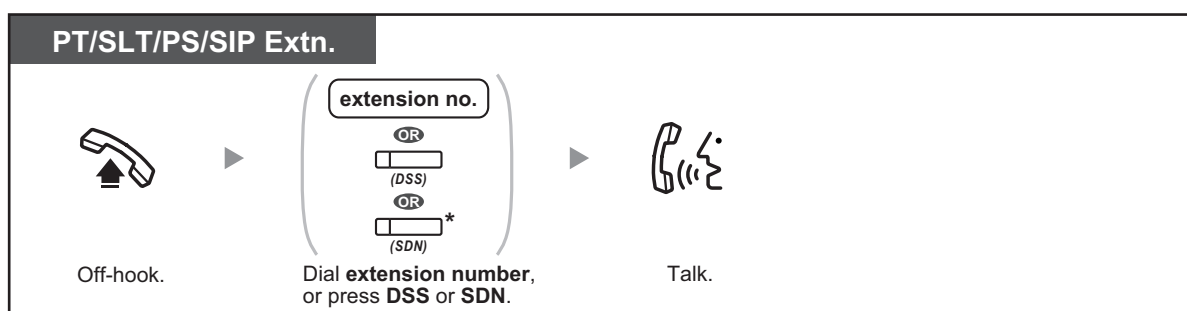 PT/SLT/PS/SIP Extn.
extension no.
OR
(DSS)
OR
*
(SDN)
Off-hook.
Dial extension number,
or press DSS or SDN.
Talk.